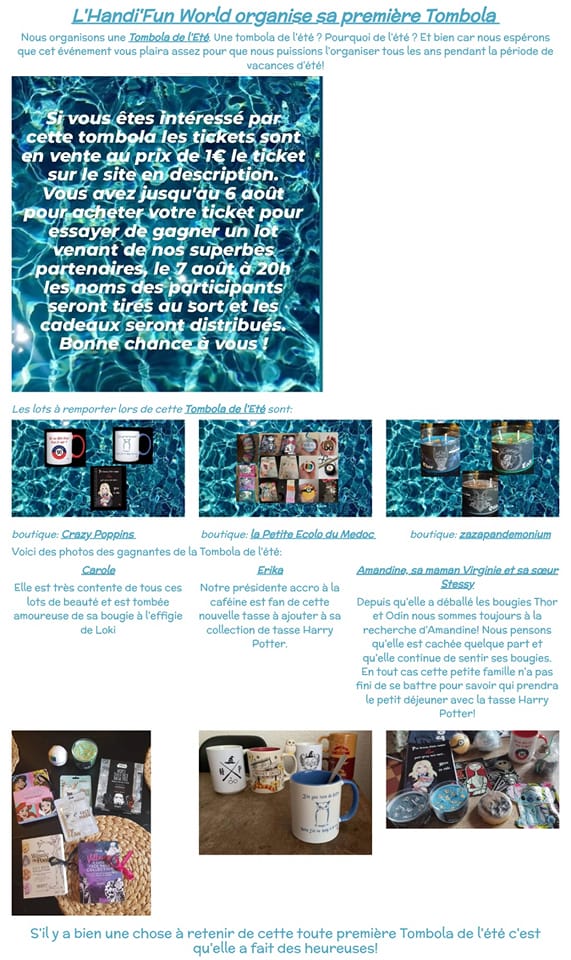 L'Handi'Fun World organise sa première Tombola
Nous organisons une Tombola de l'Eté. Une tombola de l'été ? Pourquoi de l'été ? Et bien car nous espérons
que cet événement vous plaira assez pour que nous puissions l'organiser tous les ans pendant la période de
vacances d'été!
Si vous êtes intéressé par
cette tombola les tickets sont
en vente au prix de 1€ le ticket
sur le site en description.
Vous avez jusqu'au 6 août
pour acheter votre ticket pour
essayer de gagner un lot
venant de nos superbes
partenaires, le 7 août à 20h
les noms des participants
seront tirés au sort et les
cadeaux seront distribués.
Bonne chance à vous !
Les lots à remporter lors de cette Tombola de l'Eté sont:
boutique: Crazy Poppins
boutique: la Petite Ecolo du Medoc
boutique: zazapandemonium
Voici des photos des gagnantes de la Tombola de l'été:
Carole
Elle est très contente de tous ces
lots de beauté et est tombée
amoureuse de sa bougie à l'effigie
de Loki
Erika
Notre présidente accro à la
caféine est fan de cette
nouvelle tasse à ajouter à sa
collection de tasse Harry
Potter.
Amandine, sa maman Virginie et sa sœur
Stessy
Depuis qu'elle a déballé les bougies Thor
et Odin nous sommes toujours à la
recherche d'Amandine! Nous pensons
qu'elle est cachée quelque part et
qu'elle continue de sentir ses bougies.
En tout cas cette petite famille n'a pas
fini de se battre pour savoir qui prendra
le petit déjeuner avec la tasse Harry
Potter!
S'il y a bien une chose à retenir de cette toute première Tombola de l'été c'est
qu'elle a fait des heureuses!